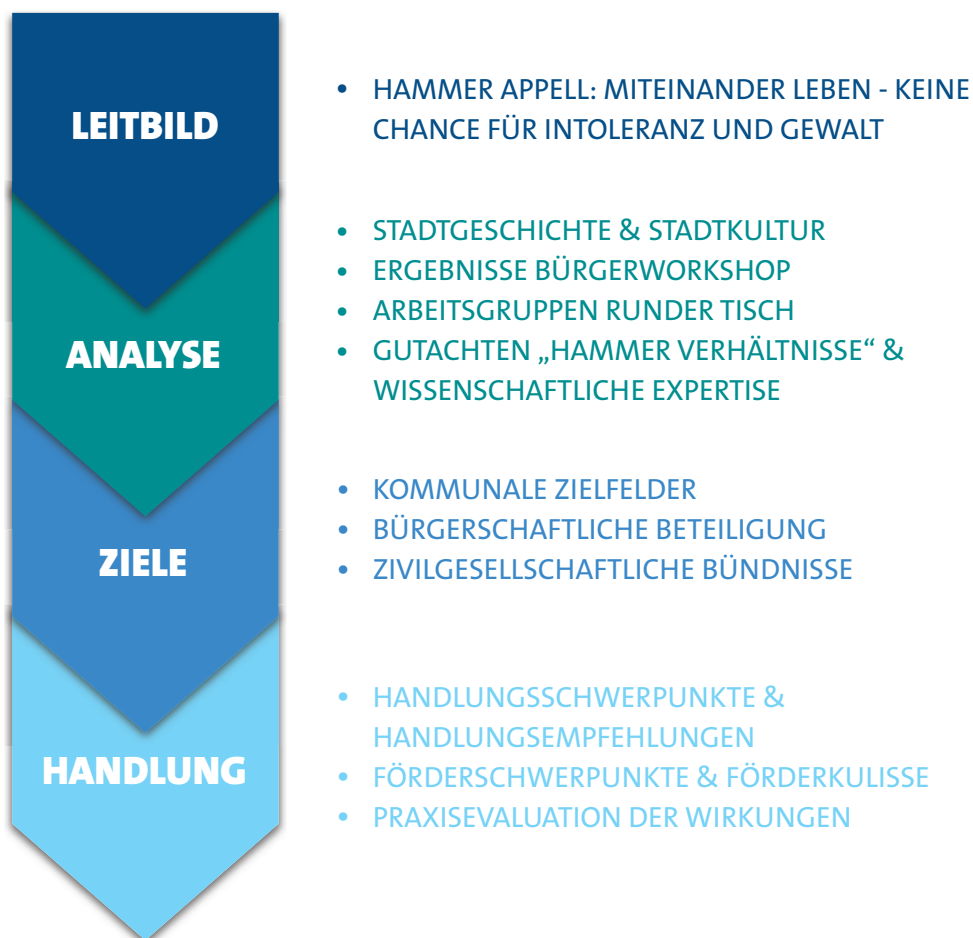 LEITBILD
• HAMMER APPELL: MITEINANDER LEBEN - KEINE
CHANCE FÜR INTOLERANZ UND GEWALT
ANALYSE
• STADTGESCHICHTE & STADTKULTUR
• ERGEBNISSE BÜRGERWORKSHOP
• ARBEITSGRUPPEN RUNDER TISCH
• GUTACHTEN „HAMMER VERHÄLTNISSE“ &
WISSENSCHAFTLICHE EXPERTISE
ZIELE
• KOMMUNALE ZIELFELDER
• BÜRGERSCHAFTLICHE BETEILIGUNG
• ZIVILGESELLSCHAFTLICHE BÜNDNISSE
HANDLUNG
• HANDLUNGSSCHWERPUNKTE &
HANDLUNGSEMPFEHLUNGEN
• FÖRDERSCHWERPUNKTE & FÖRDERKULISSE
• PRAXISEVALUATION DER WIRKUNGEN